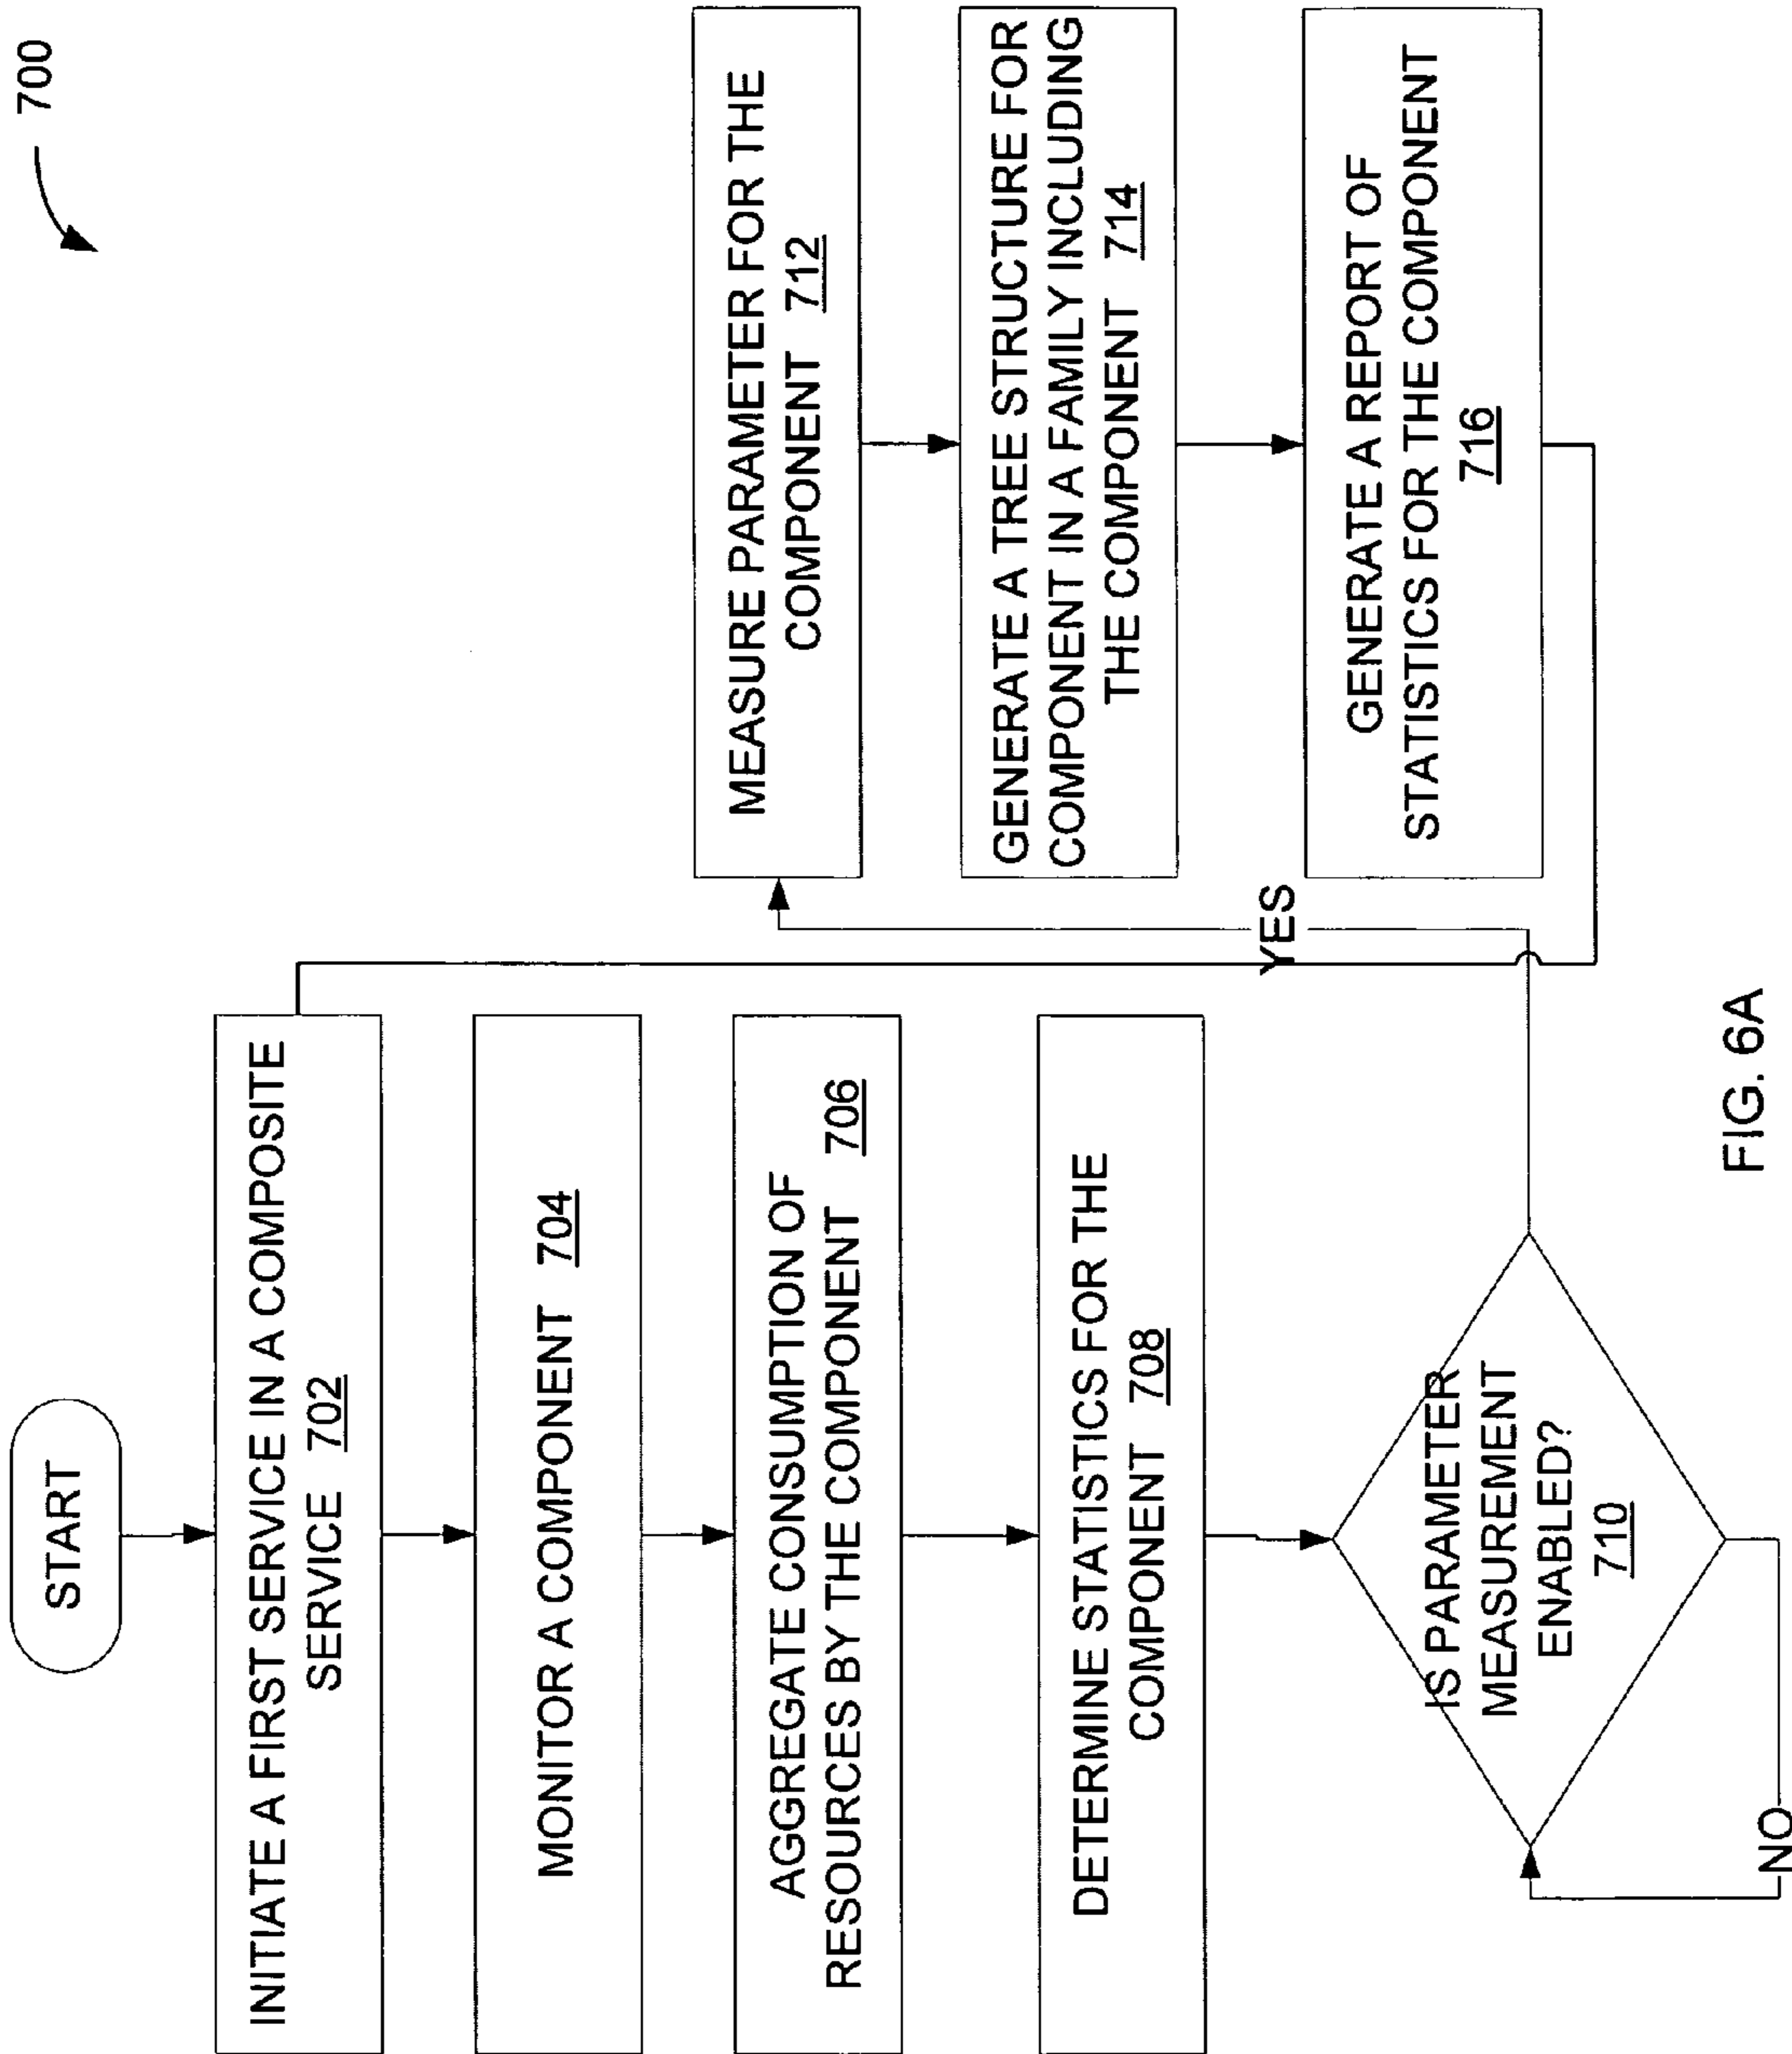 700
START
INITIATE A FIRST SERVICE IN A COMPOSITE
SERVICE 702
MONITOR A COMPONENT 704
AGGREGATE CONSUMPTION OF
RESOURCES BY THE COMPONENT 706
DETERMINE STATISTICS FOR THE
COMPONENT 708
IS PARAMETER
MEASUREMENT
ENABLED?
710
NO
YES
MEASURE PARAMETER FOR THE
COMPONENT 712
GENERATE A TREE STRUCTURE FOR
COMPONENT IN A FAMILY INCLUDING
THE COMPONENT 714
GENERATE A REPORT OF
STATISTICS FOR THE COMPONENT
716
FIG. 6A